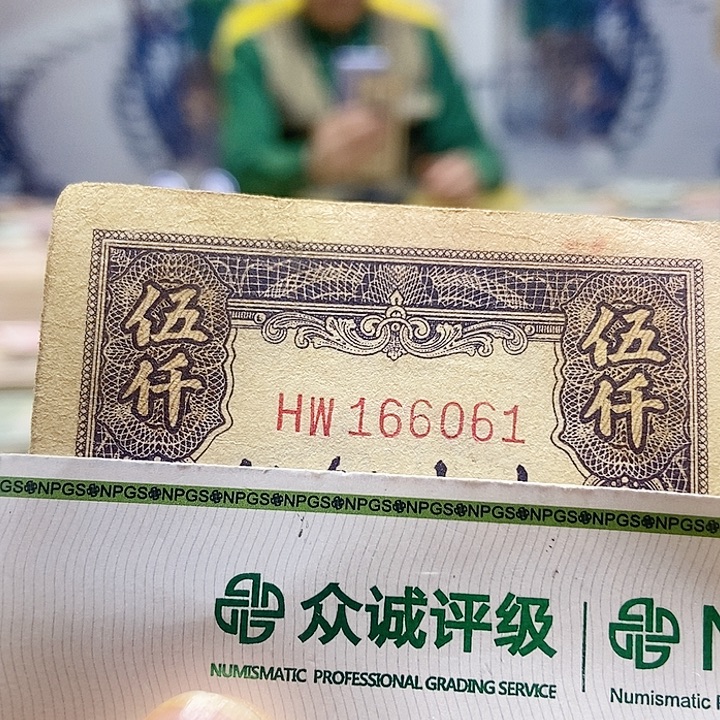 伍仟
伍仟
HW 166061
GS NPGS NPGS NPGS NPGS NPGS NPGS NPGS NPGS NPGS NPGS NPGS
众诚评级
NUMISMATIC PROFESSIONAL GRADING SERVICE
N
Numismatic